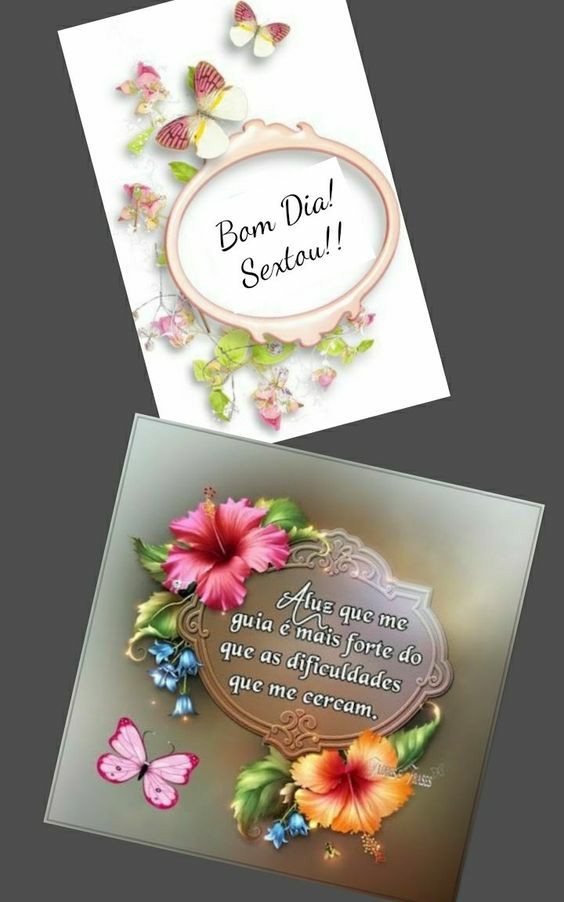 Bom Dia!
Sextou!!
A luz que me
guia é mais forte do
que as dificuldades
que me cercam.